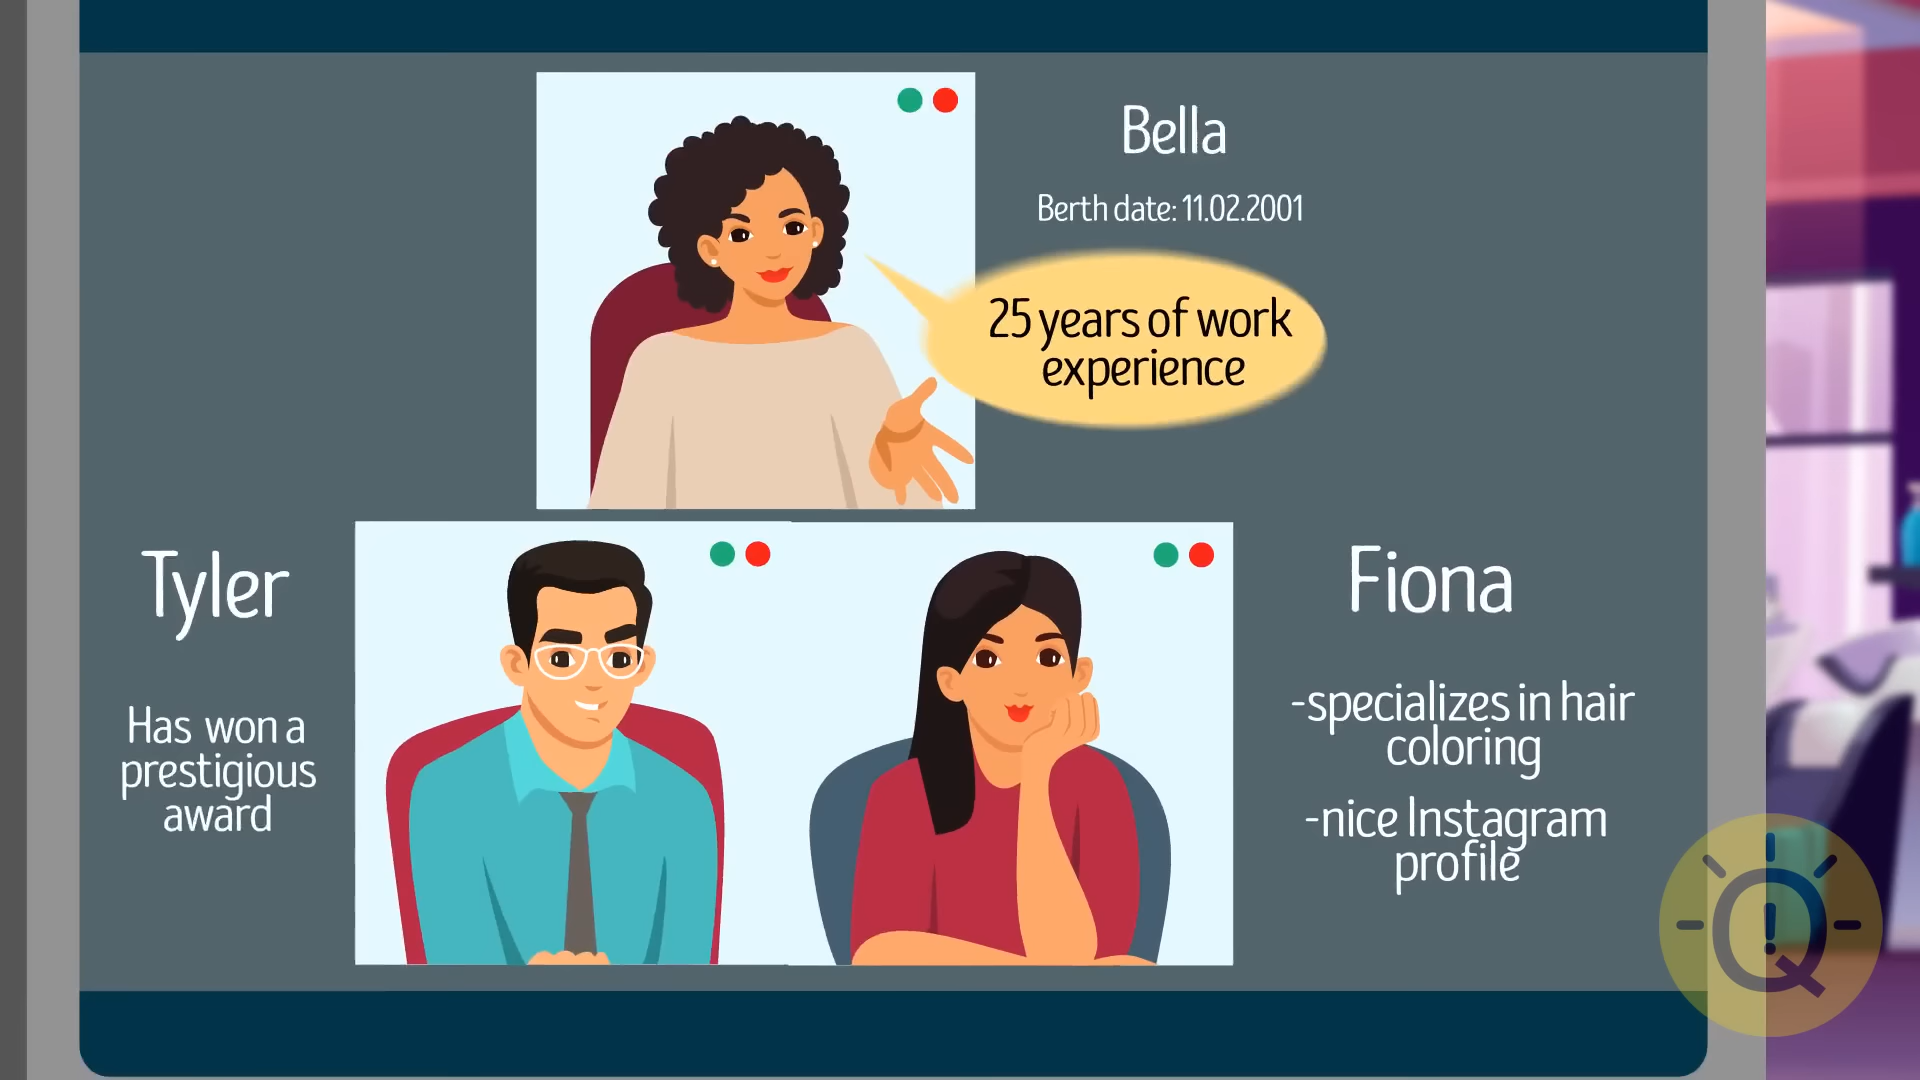 Bella
Berth date: 11.02.2001
25 years of work
experience
Tyler
Has won a
prestigious
award
Fiona
-specializes in hair
coloring
-nice Instagram
profile